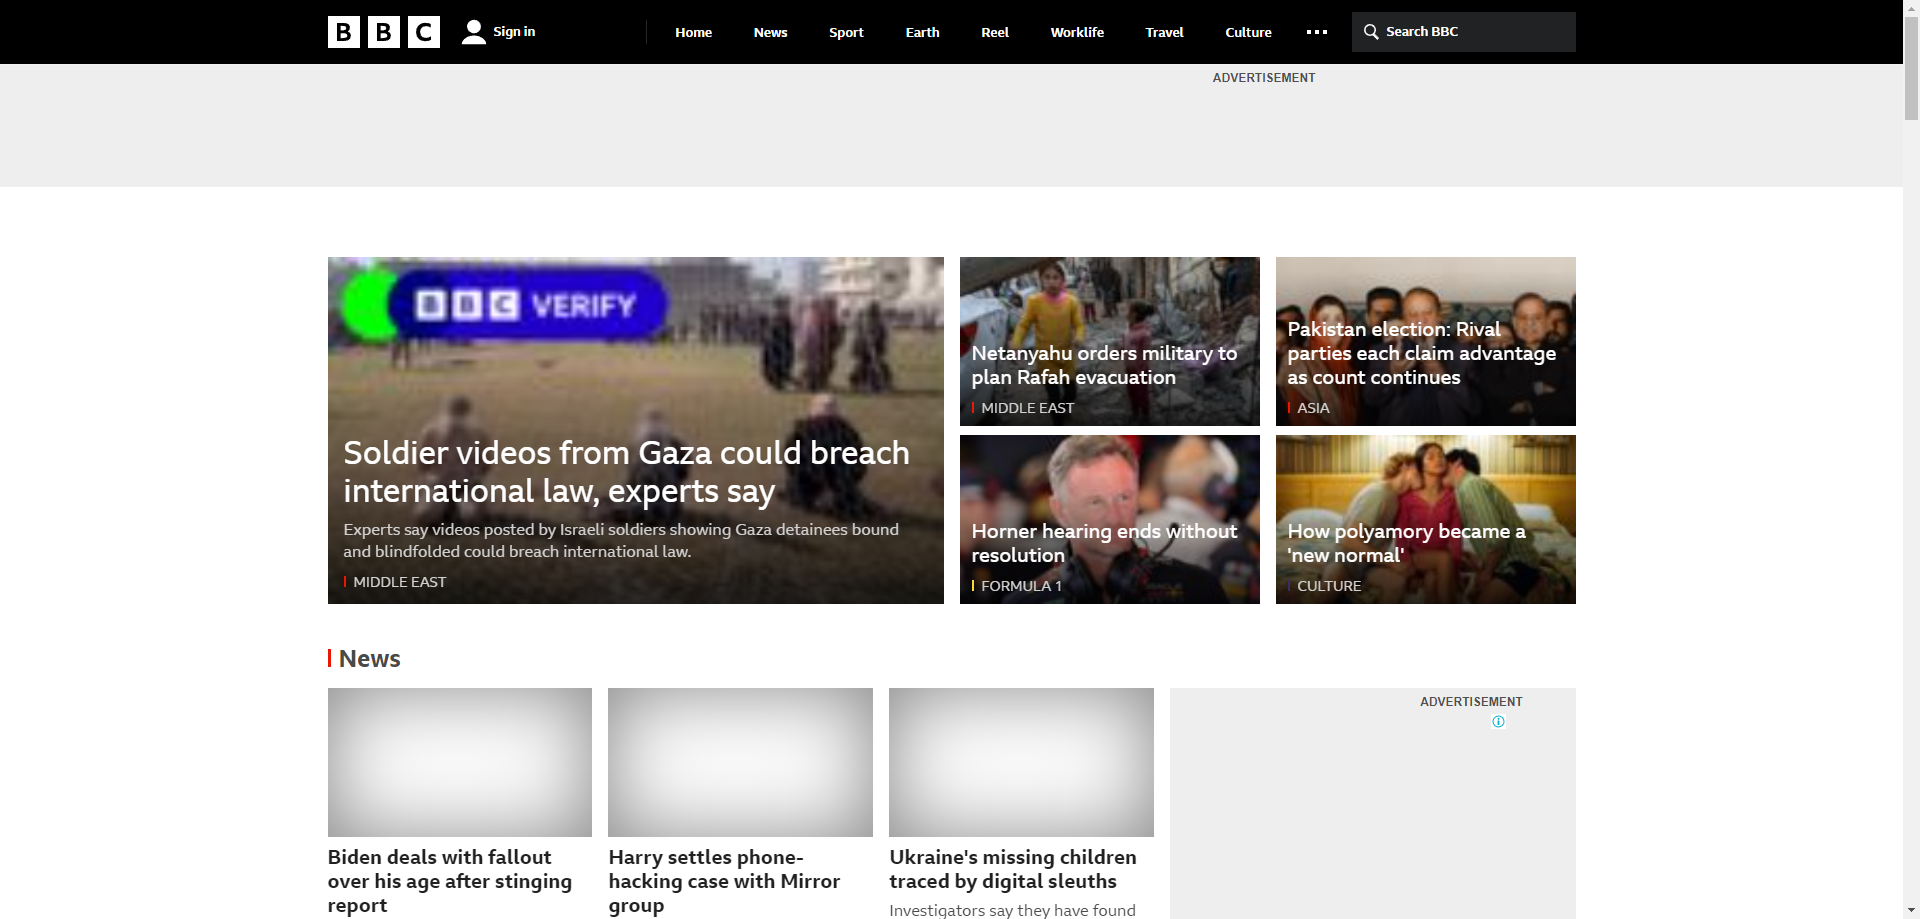 BBC
Sign in
Home
News
Sport
Earth
Reel
Worklife
Travel
Culture
Search BBC
ADVERTISEMENT
BBC VERIFY
Soldier videos from Gaza could breach
international law, experts say
Experts say videos posted by Israeli soldiers showing Gaza detainees bound
and blindfolded could breach international law.
MIDDLE EAST
Netanyahu orders military to
plan Rafah evacuation
MIDDLE EAST
Pakistan election: Rival
parties each claim advantage
as count continues
ASIA
Horner hearing ends without
resolution
FORMULA 1
How polyamory became a
'new normal'
CULTURE
News
Biden deals with fallout
over his age after stinging
report
Harry settles phone-
hacking case with Mirror
group
Ukraine's missing children
traced by digital sleuths
Investigators say they have found
ADVERTISEMENT